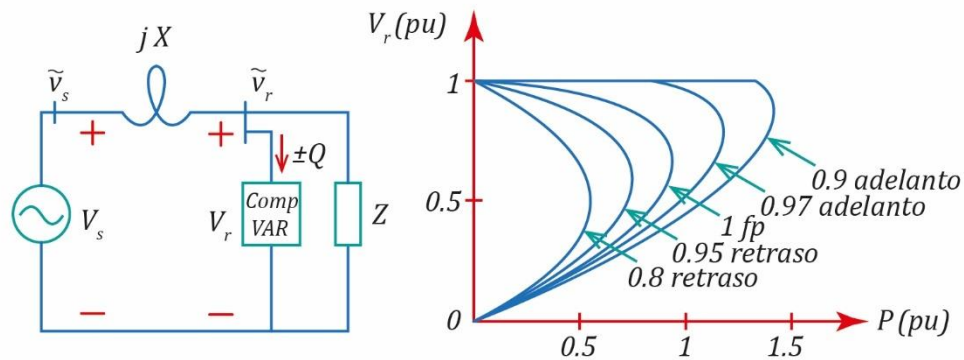 j X
ṽs
ṽr
+
+
±Q
Vs
Vr
Comp
VAR
Z
−
−
Vr (pu)
1
0.5
0
0.5
1
1.5
P (pu)
0.9 adelanto
0.97 adelanto
1 fp
0.95 retraso
0.8 retraso